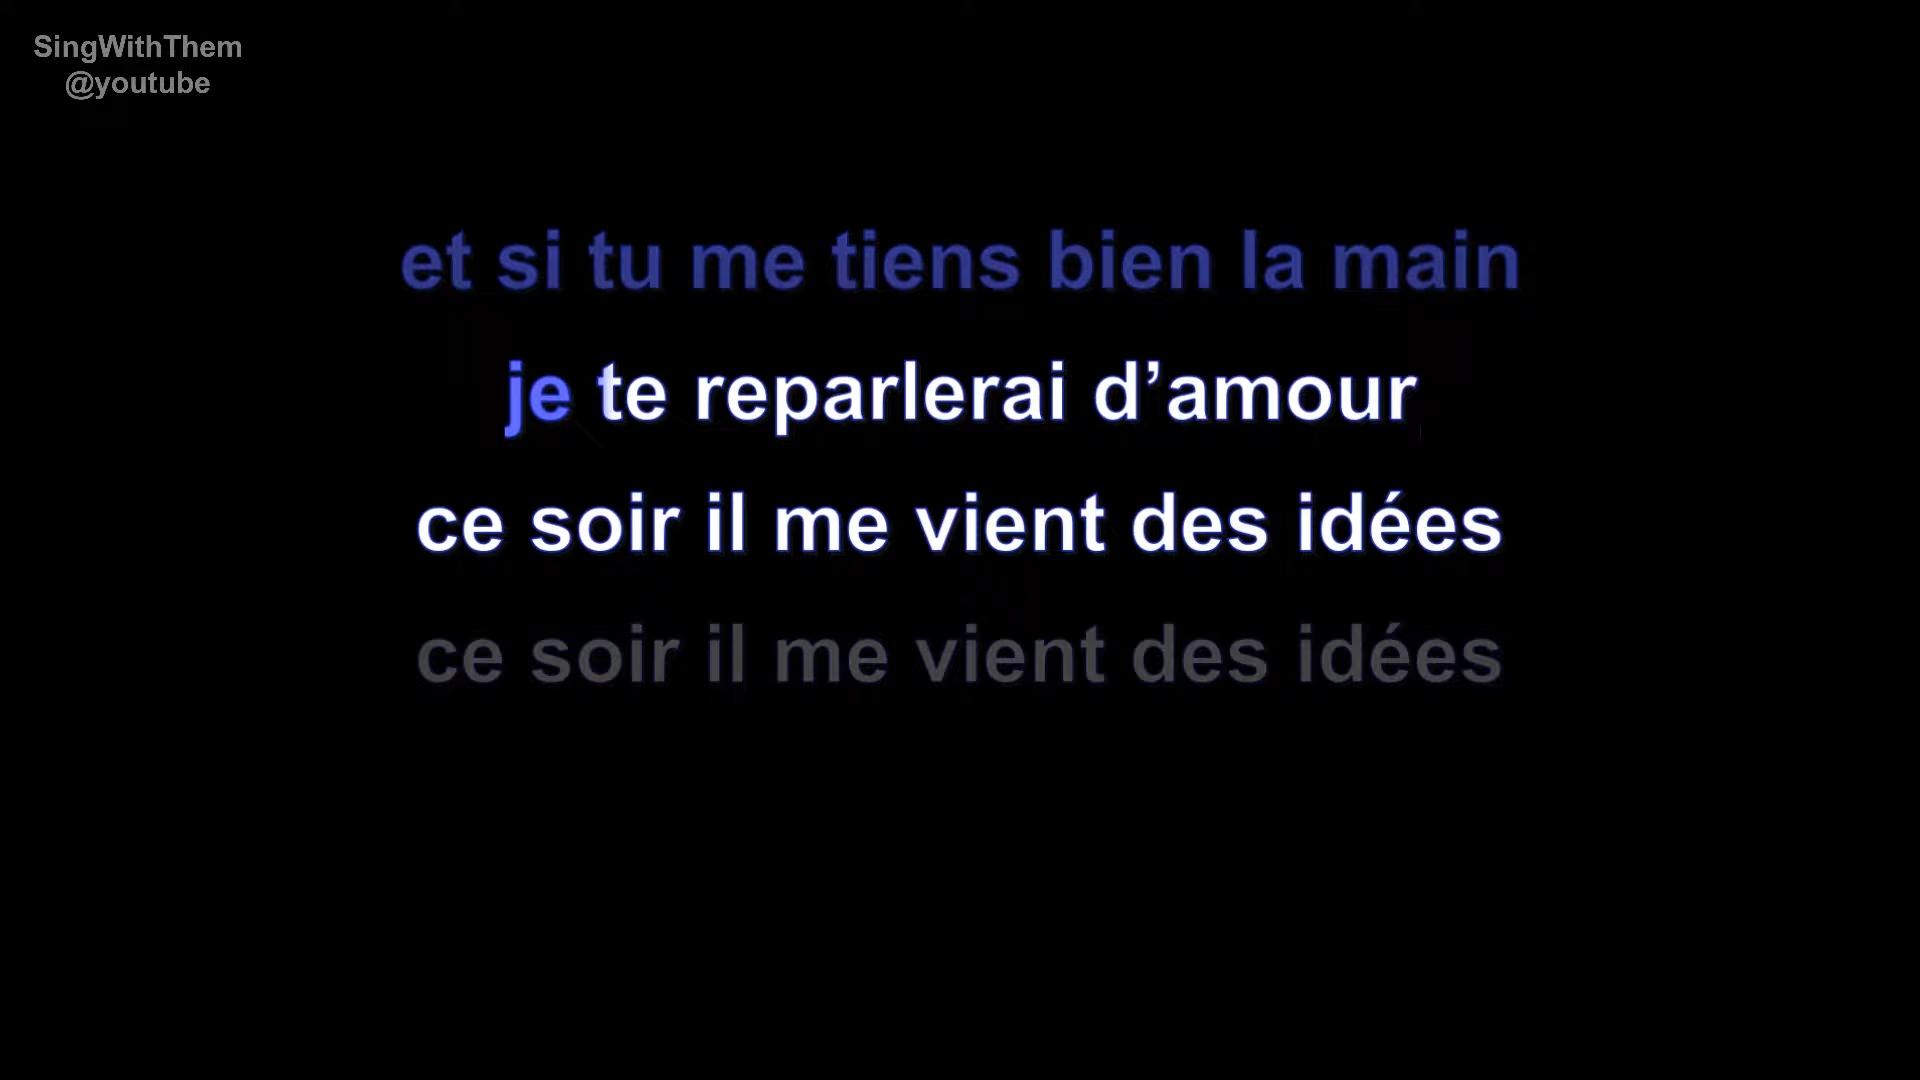 SingWithThem
@youtube
et si tu me tiens bien la main
je te reparlerai d’amour
ce soir il me vient des idées
ce soir il me vient des idées